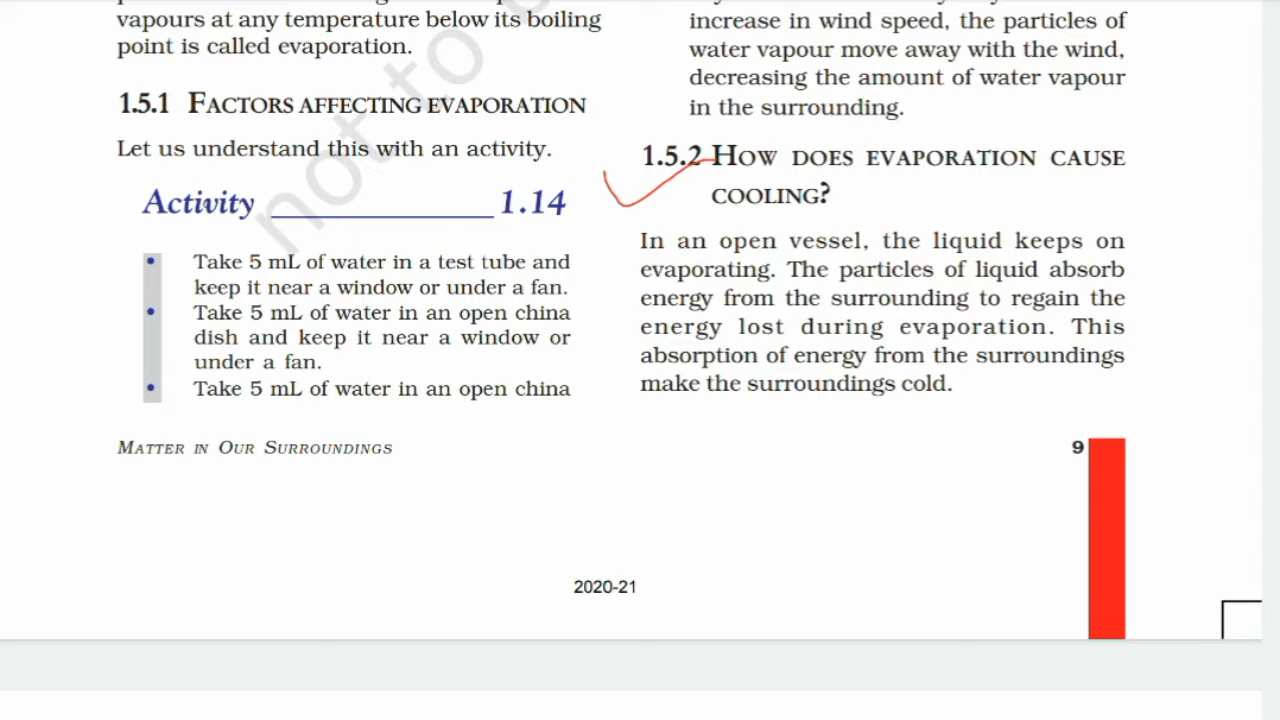 vapours at any temperature below its boiling
point is called evaporation.
1.5.1 FACTORS AFFECTING EVAPORATION
Let us understand this with an activity.
Activity ______________ 1.14
• Take 5 mL of water in a test tube and
keep it near a window or under a fan.
• Take 5 mL of water in an open china
dish and keep it near a window or
under a fan.
• Take 5 mL of water in an open china
increase in wind speed, the particles of
water vapour move away with the wind,
decreasing the amount of water vapour
in the surrounding.
1.5.2 HOW DOES EVAPORATION CAUSE
COOLING?
In an open vessel, the liquid keeps on
evaporating. The particles of liquid absorb
energy from the surrounding to regain the
energy lost during evaporation. This
absorption of energy from the surroundings
make the surroundings cold.
MATTER IN OUR SURROUNDINGS
9
2020-21
not to